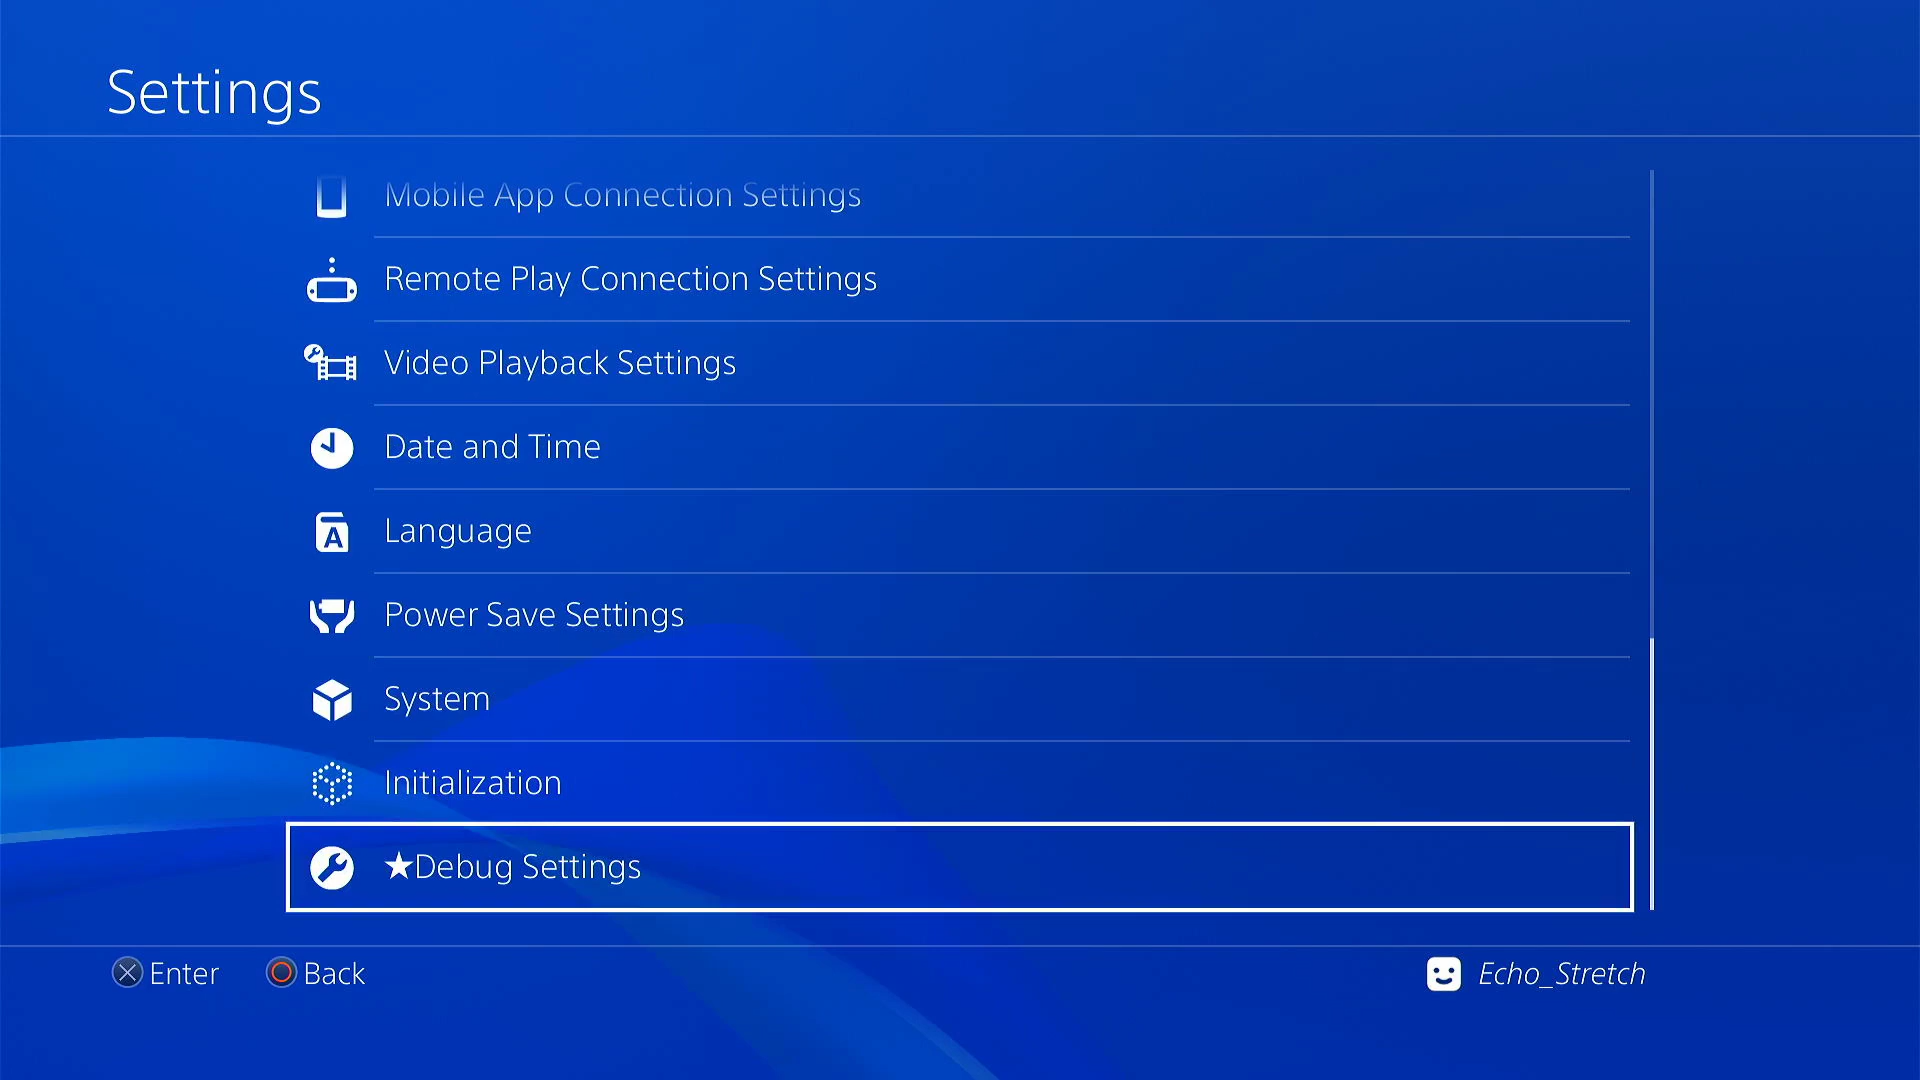 Settings
Mobile App Connection Settings
Remote Play Connection Settings
Video Playback Settings
Date and Time
Language
Power Save Settings
System
Initialization
★Debug Settings
Enter Back Echo_Stretch